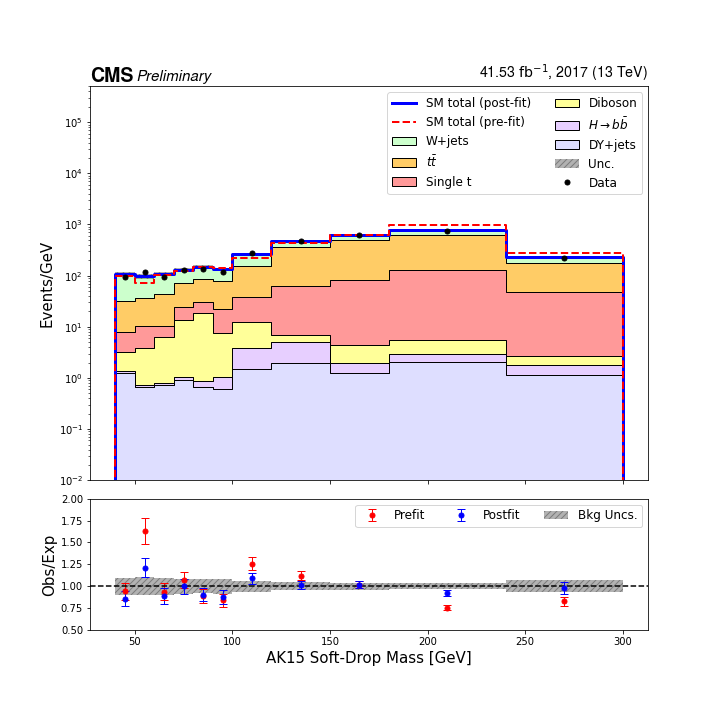 CMS Preliminary
41.53 fb⁻¹, 2017 (13 TeV)
SM total (post-fit)
SM total (pre-fit)
W+jets
tt̄
Single t
Diboson
H→bb̄
DY+jets
Unc.
Data
Events/GeV
10⁵
10⁴
10³
10²
10¹
10⁰
10⁻¹
10⁻²
Prefit
Postfit
Bkg Uncs.
Obs/Exp
2.00
1.75
1.50
1.25
1.00
0.75
0.50
50 100 150 200 250 300
AK15 Soft-Drop Mass [GeV]